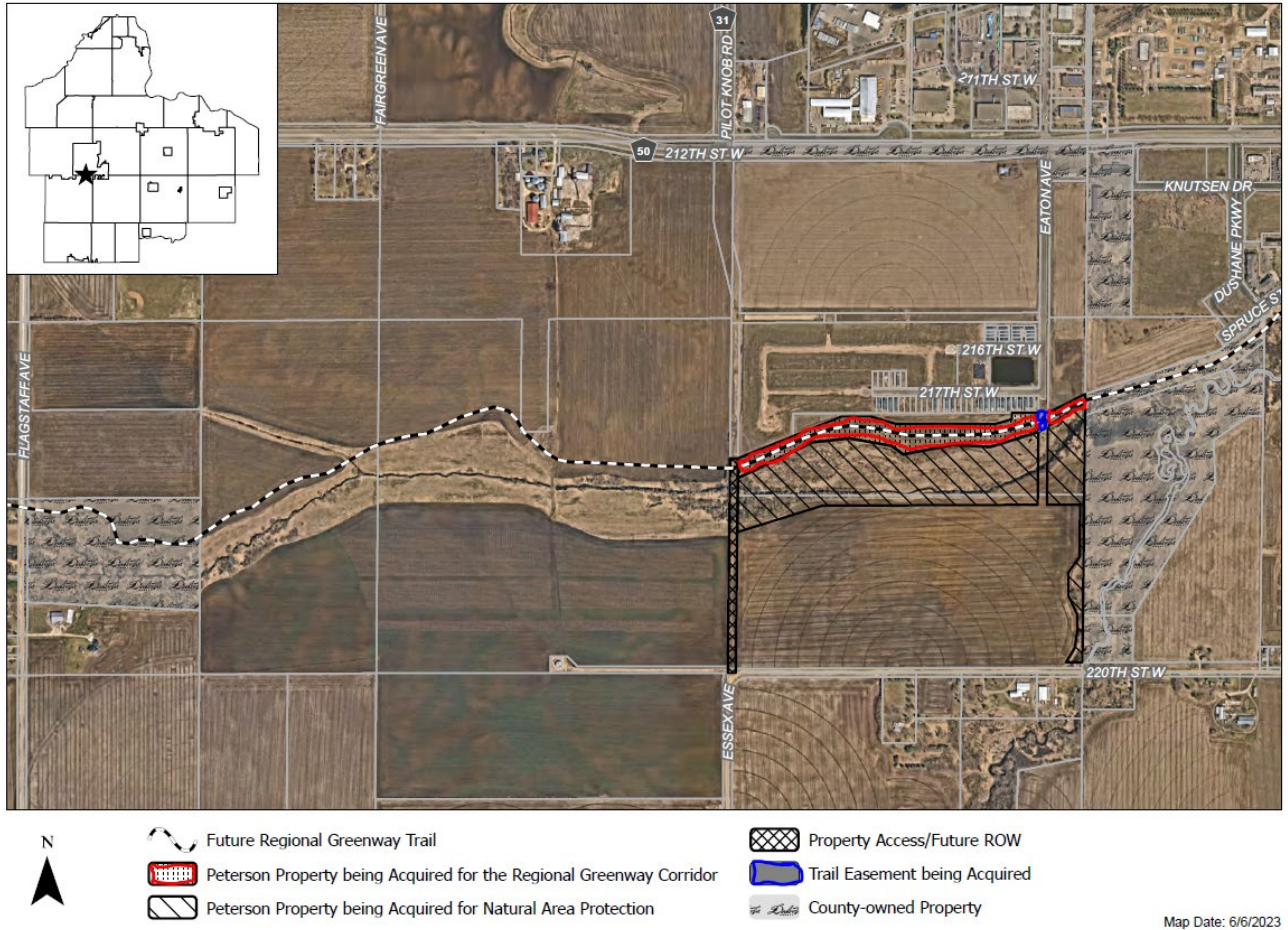 31
FAIRGREEN AVE
PILOT KNOB RD
211TH ST W
50
212TH ST W
EATON AVE
KNUTSEN DR
DUSHANE PKWY
SPRUCE ST
FLAGSTAFF AVE
216TH ST W
217TH ST W
220TH ST W
ESSEX AVE
N
Future Regional Greenway Trail
Peterson Property being Acquired for the Regional Greenway Corridor
Peterson Property being Acquired for Natural Area Protection
Property Access/Future ROW
Trail Easement being Acquired
County-owned Property
Map Date: 6/6/2023